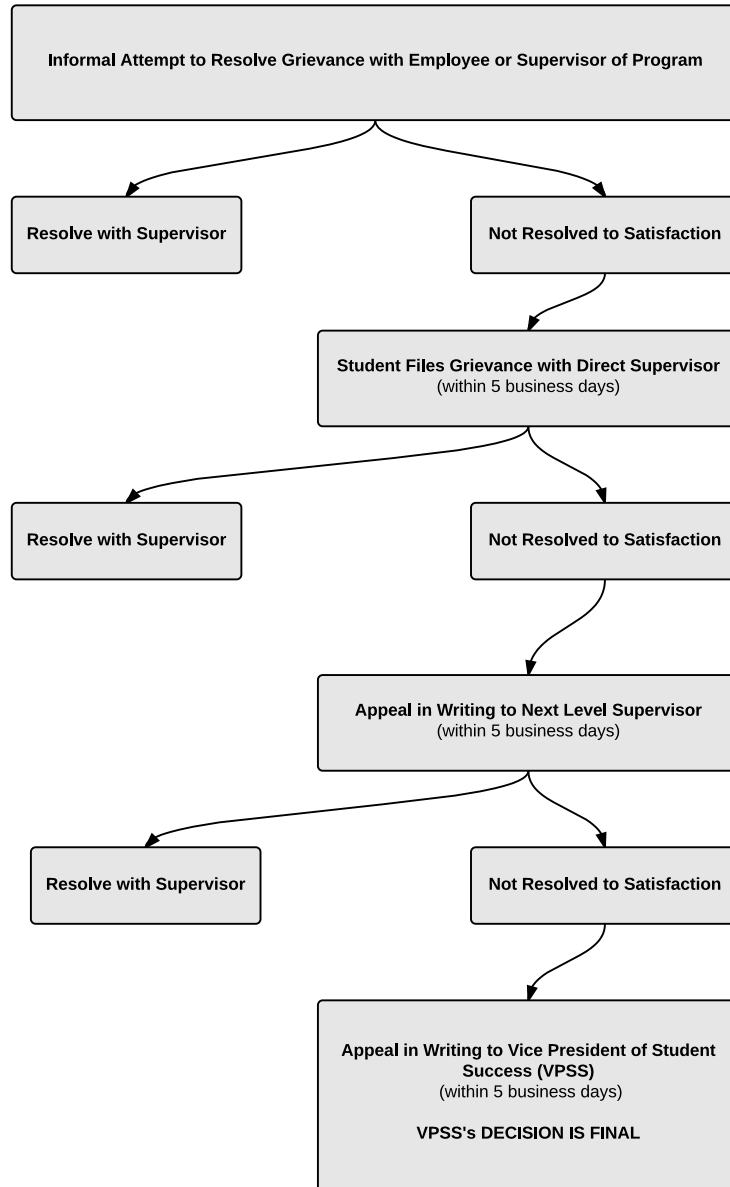 Informal Attempt to Resolve Grievance with Employee or Supervisor of Program
Resolve with Supervisor
Not Resolved to Satisfaction
Student Files Grievance with Direct Supervisor
(within 5 business days)
Resolve with Supervisor
Not Resolved to Satisfaction
Appeal in Writing to Next Level Supervisor
(within 5 business days)
Resolve with Supervisor
Not Resolved to Satisfaction
Appeal in Writing to Vice President of Student
Success (VPSS)
(within 5 business days)
VPSS's DECISION IS FINAL